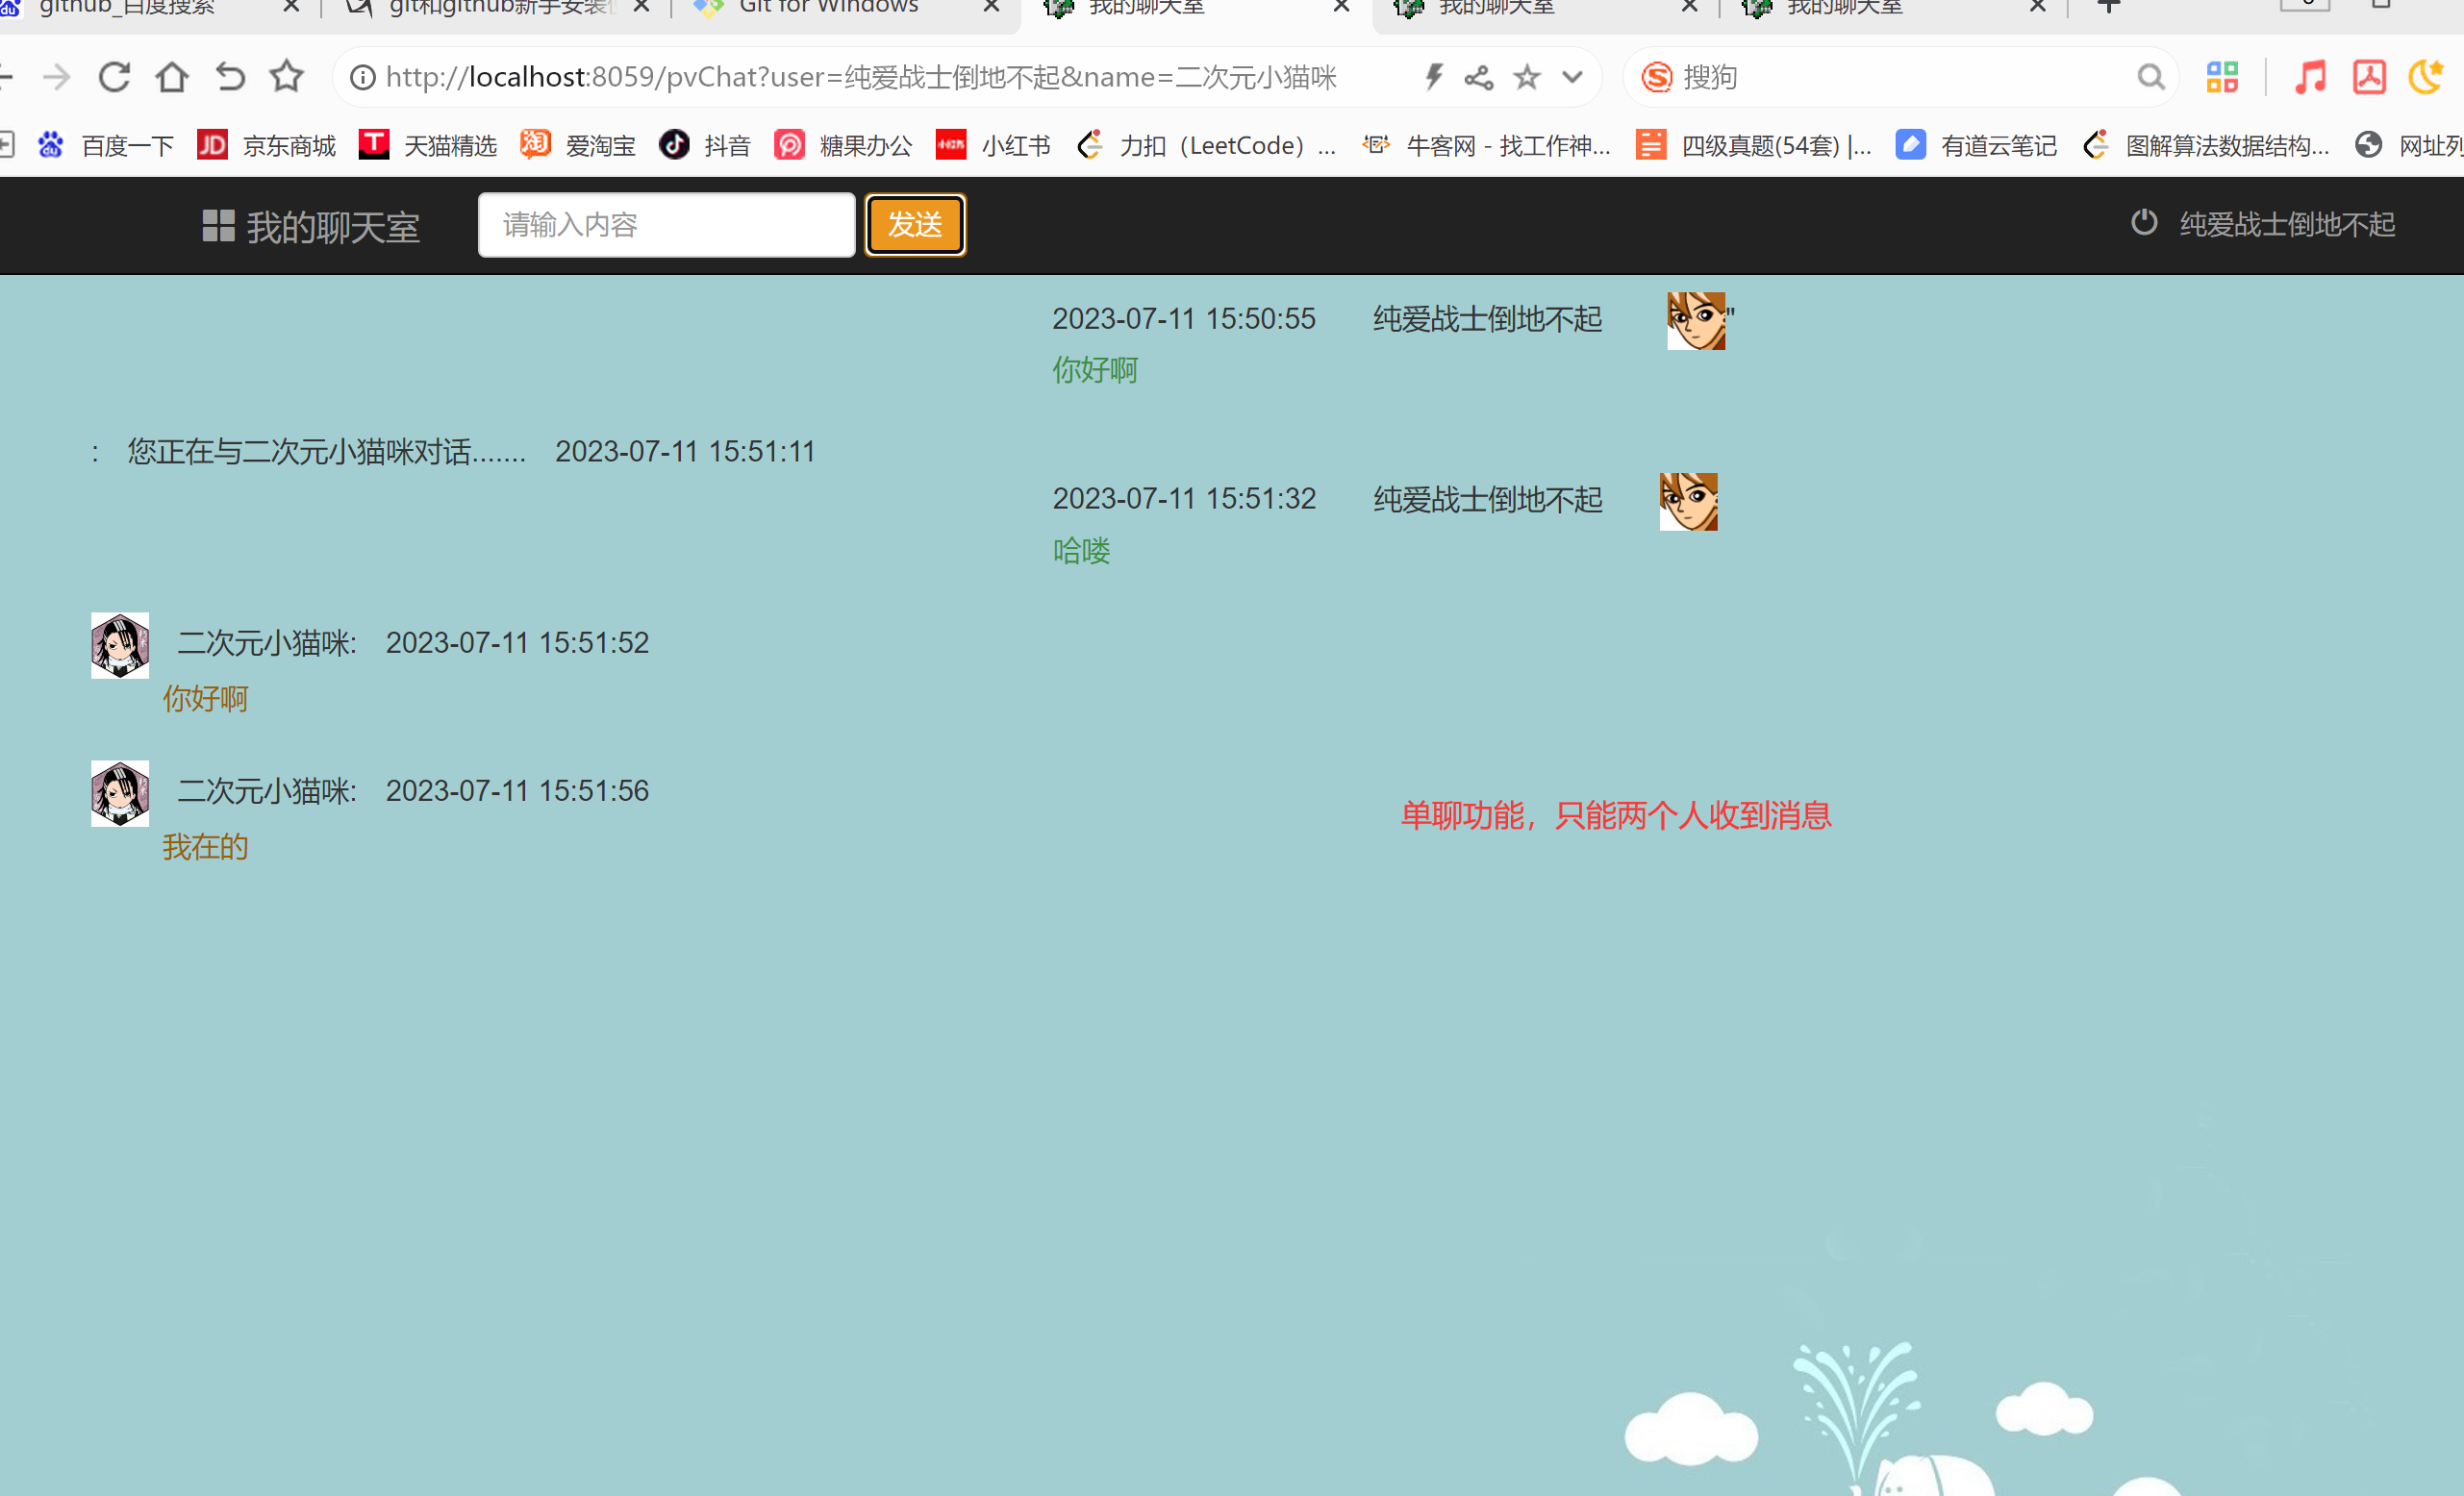 github_百度搜索
git和github新手安装
Git for Windows
我的聊天室
我的聊天室
我的聊天室
http://localhost:8059/pvChat?user=纯爱战士倒地不起&name=二次元小猫咪
搜狗
百度一下 京东商城 天猫精选 爱淘宝 抖音 糖果办公 小红书 力扣（LeetCode）... 牛客网 - 找工作神... 四级真题(54套) |... 有道云笔记 图解算法数据结构... 网址列
我的聊天室 请输入内容 发送 纯爱战士倒地不起
2023-07-11 15:50:55 纯爱战士倒地不起 "
你好啊
: 您正在与二次元小猫咪对话....... 2023-07-11 15:51:11
2023-07-11 15:51:32 纯爱战士倒地不起
哈喽
二次元小猫咪: 2023-07-11 15:51:52
你好啊
二次元小猫咪: 2023-07-11 15:51:56
我在的
单聊功能，只能两个人收到消息